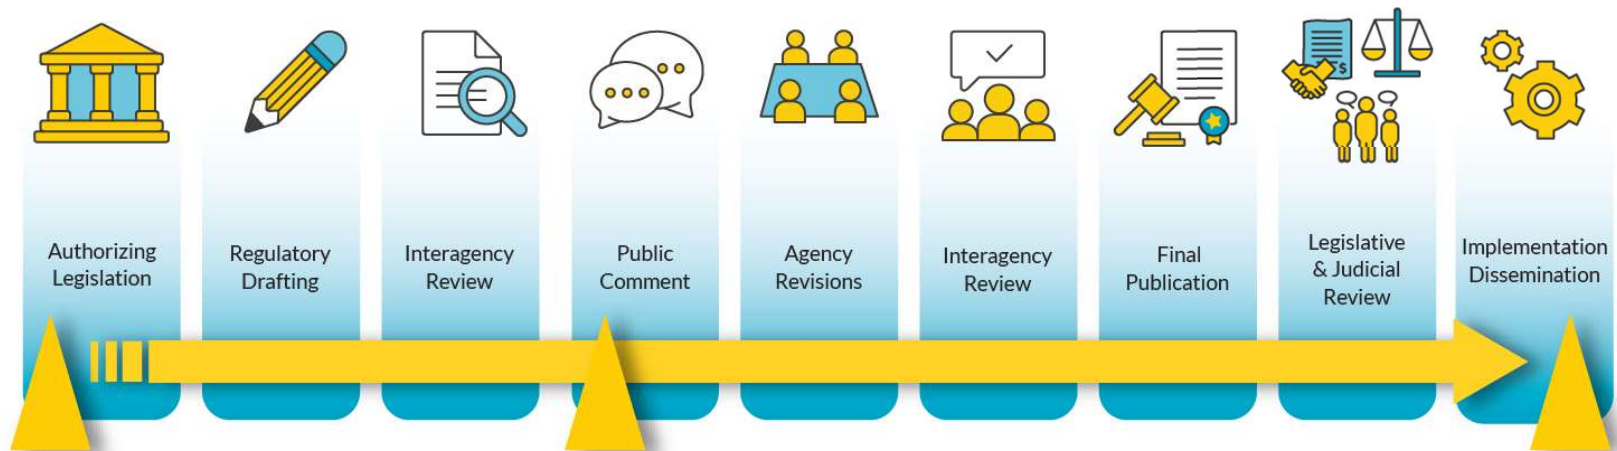 Authorizing
Legislation
Regulatory
Drafting
Interagency
Review
Public
Comment
Agency
Revisions
Interagency
Review
Final
Publication
Legislative
& Judicial
Review
Implementation
Dissemination
$